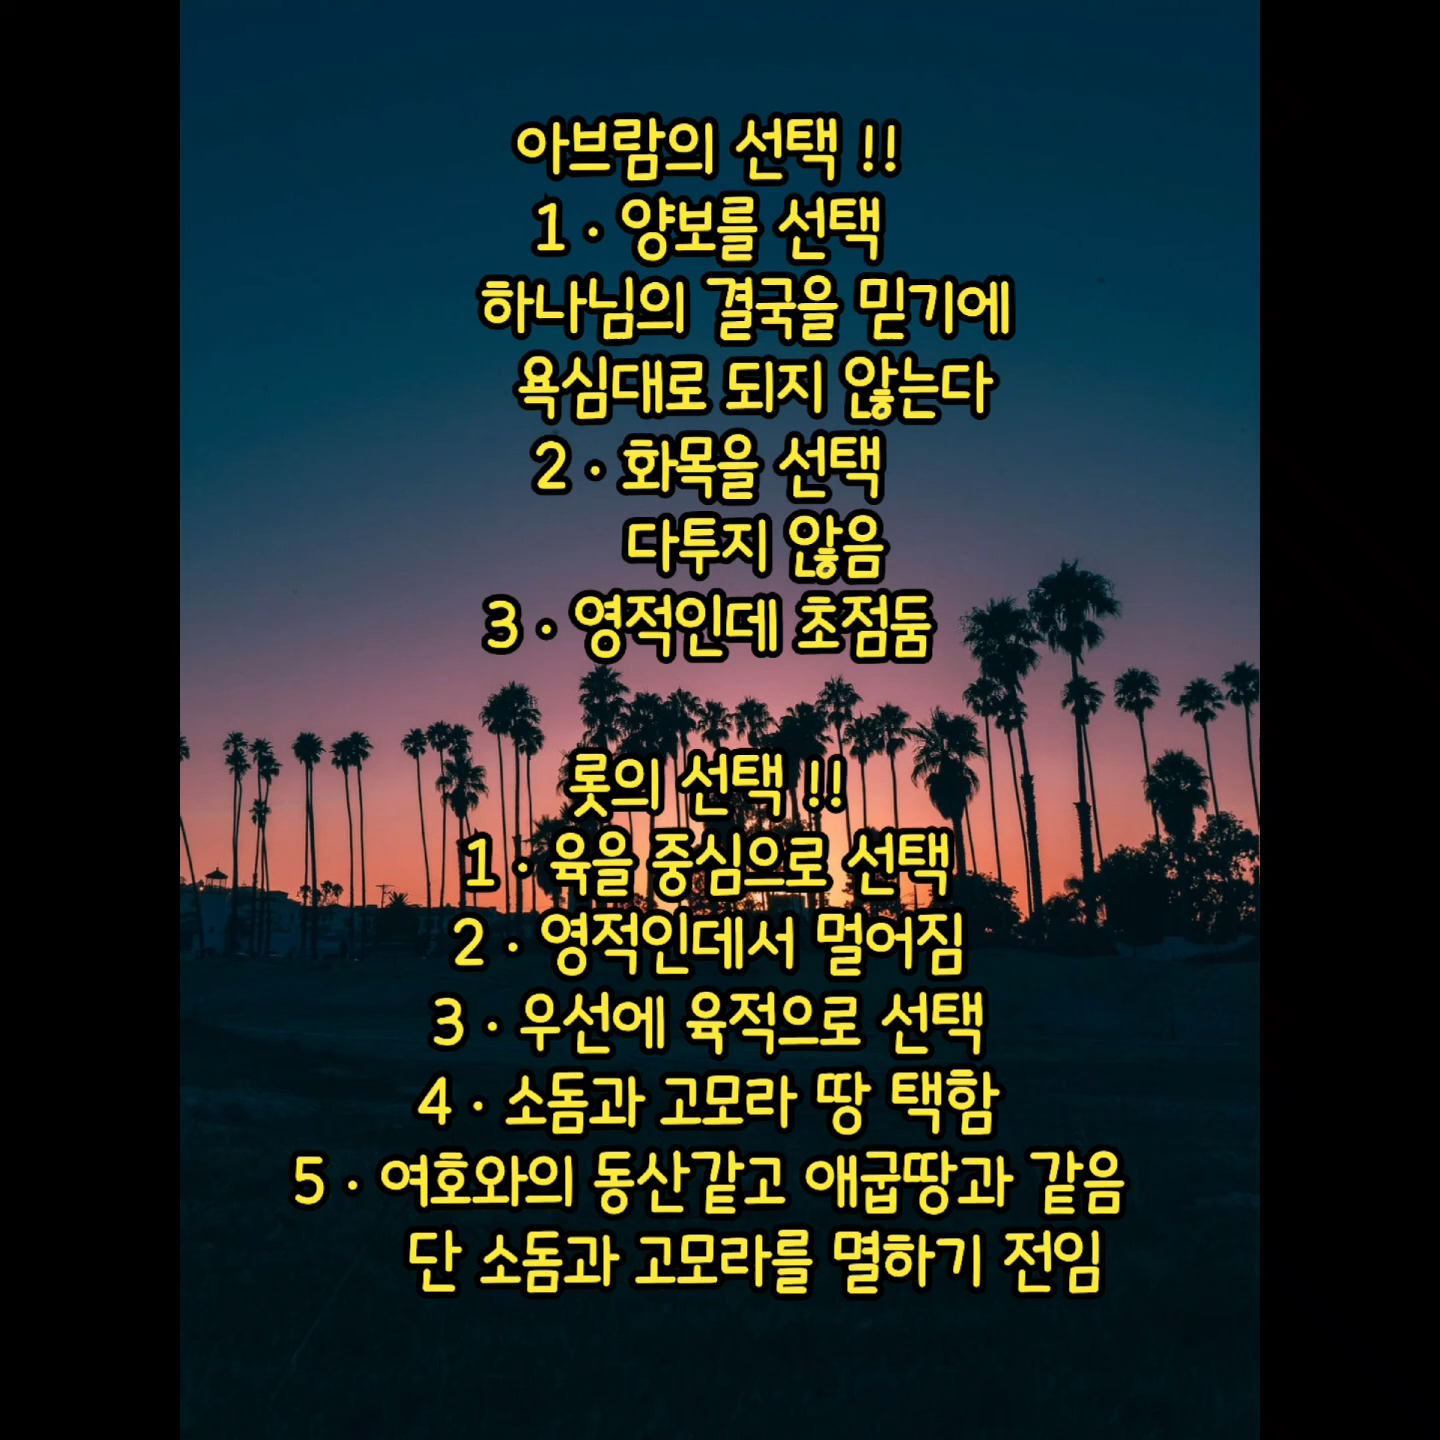 아브람의 선택 !!
1 · 양보를 선택
하나님의 결국을 믿기에
욕심대로 되지 않는다
2 · 화목을 선택
다투지 않음
3 · 영적인데 초점둠
롯의 선택 !!
1 · 육을 중심으로 선택
2 · 영적인데서 멀어짐
3 · 우선에 육적으로 선택
4 · 소돔과 고모라 땅 택함
5 · 여호와의 동산같고 애굽땅과 같음
단 소돔과 고모라를 멸하기 전임